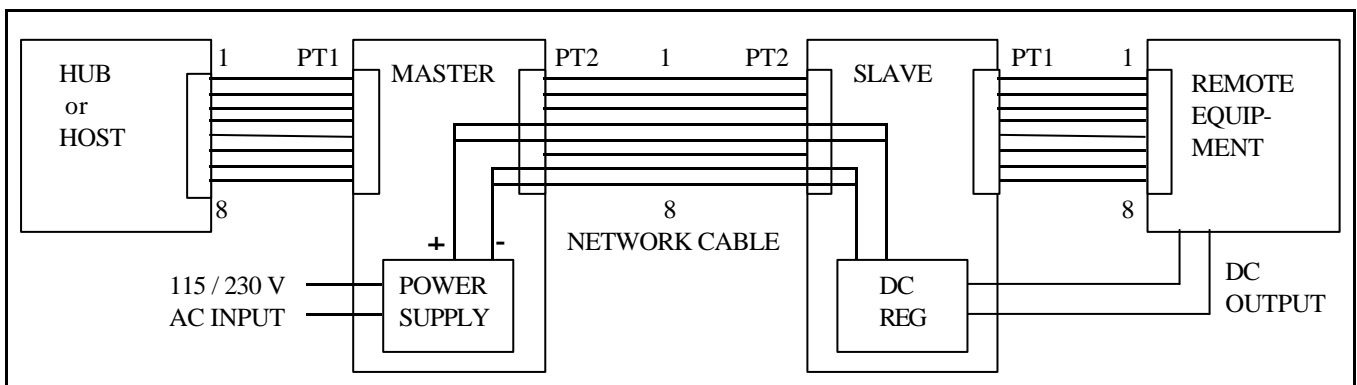 1 PT1 PT2 1 PT2 PT1 1
HUB
or
HOST
MASTER
SLAVE
REMOTE
EQUIP-
MENT
8 8 8
+ -
NETWORK CABLE
115 / 230 V
AC INPUT
POWER
SUPPLY
DC
REG
DC
OUTPUT